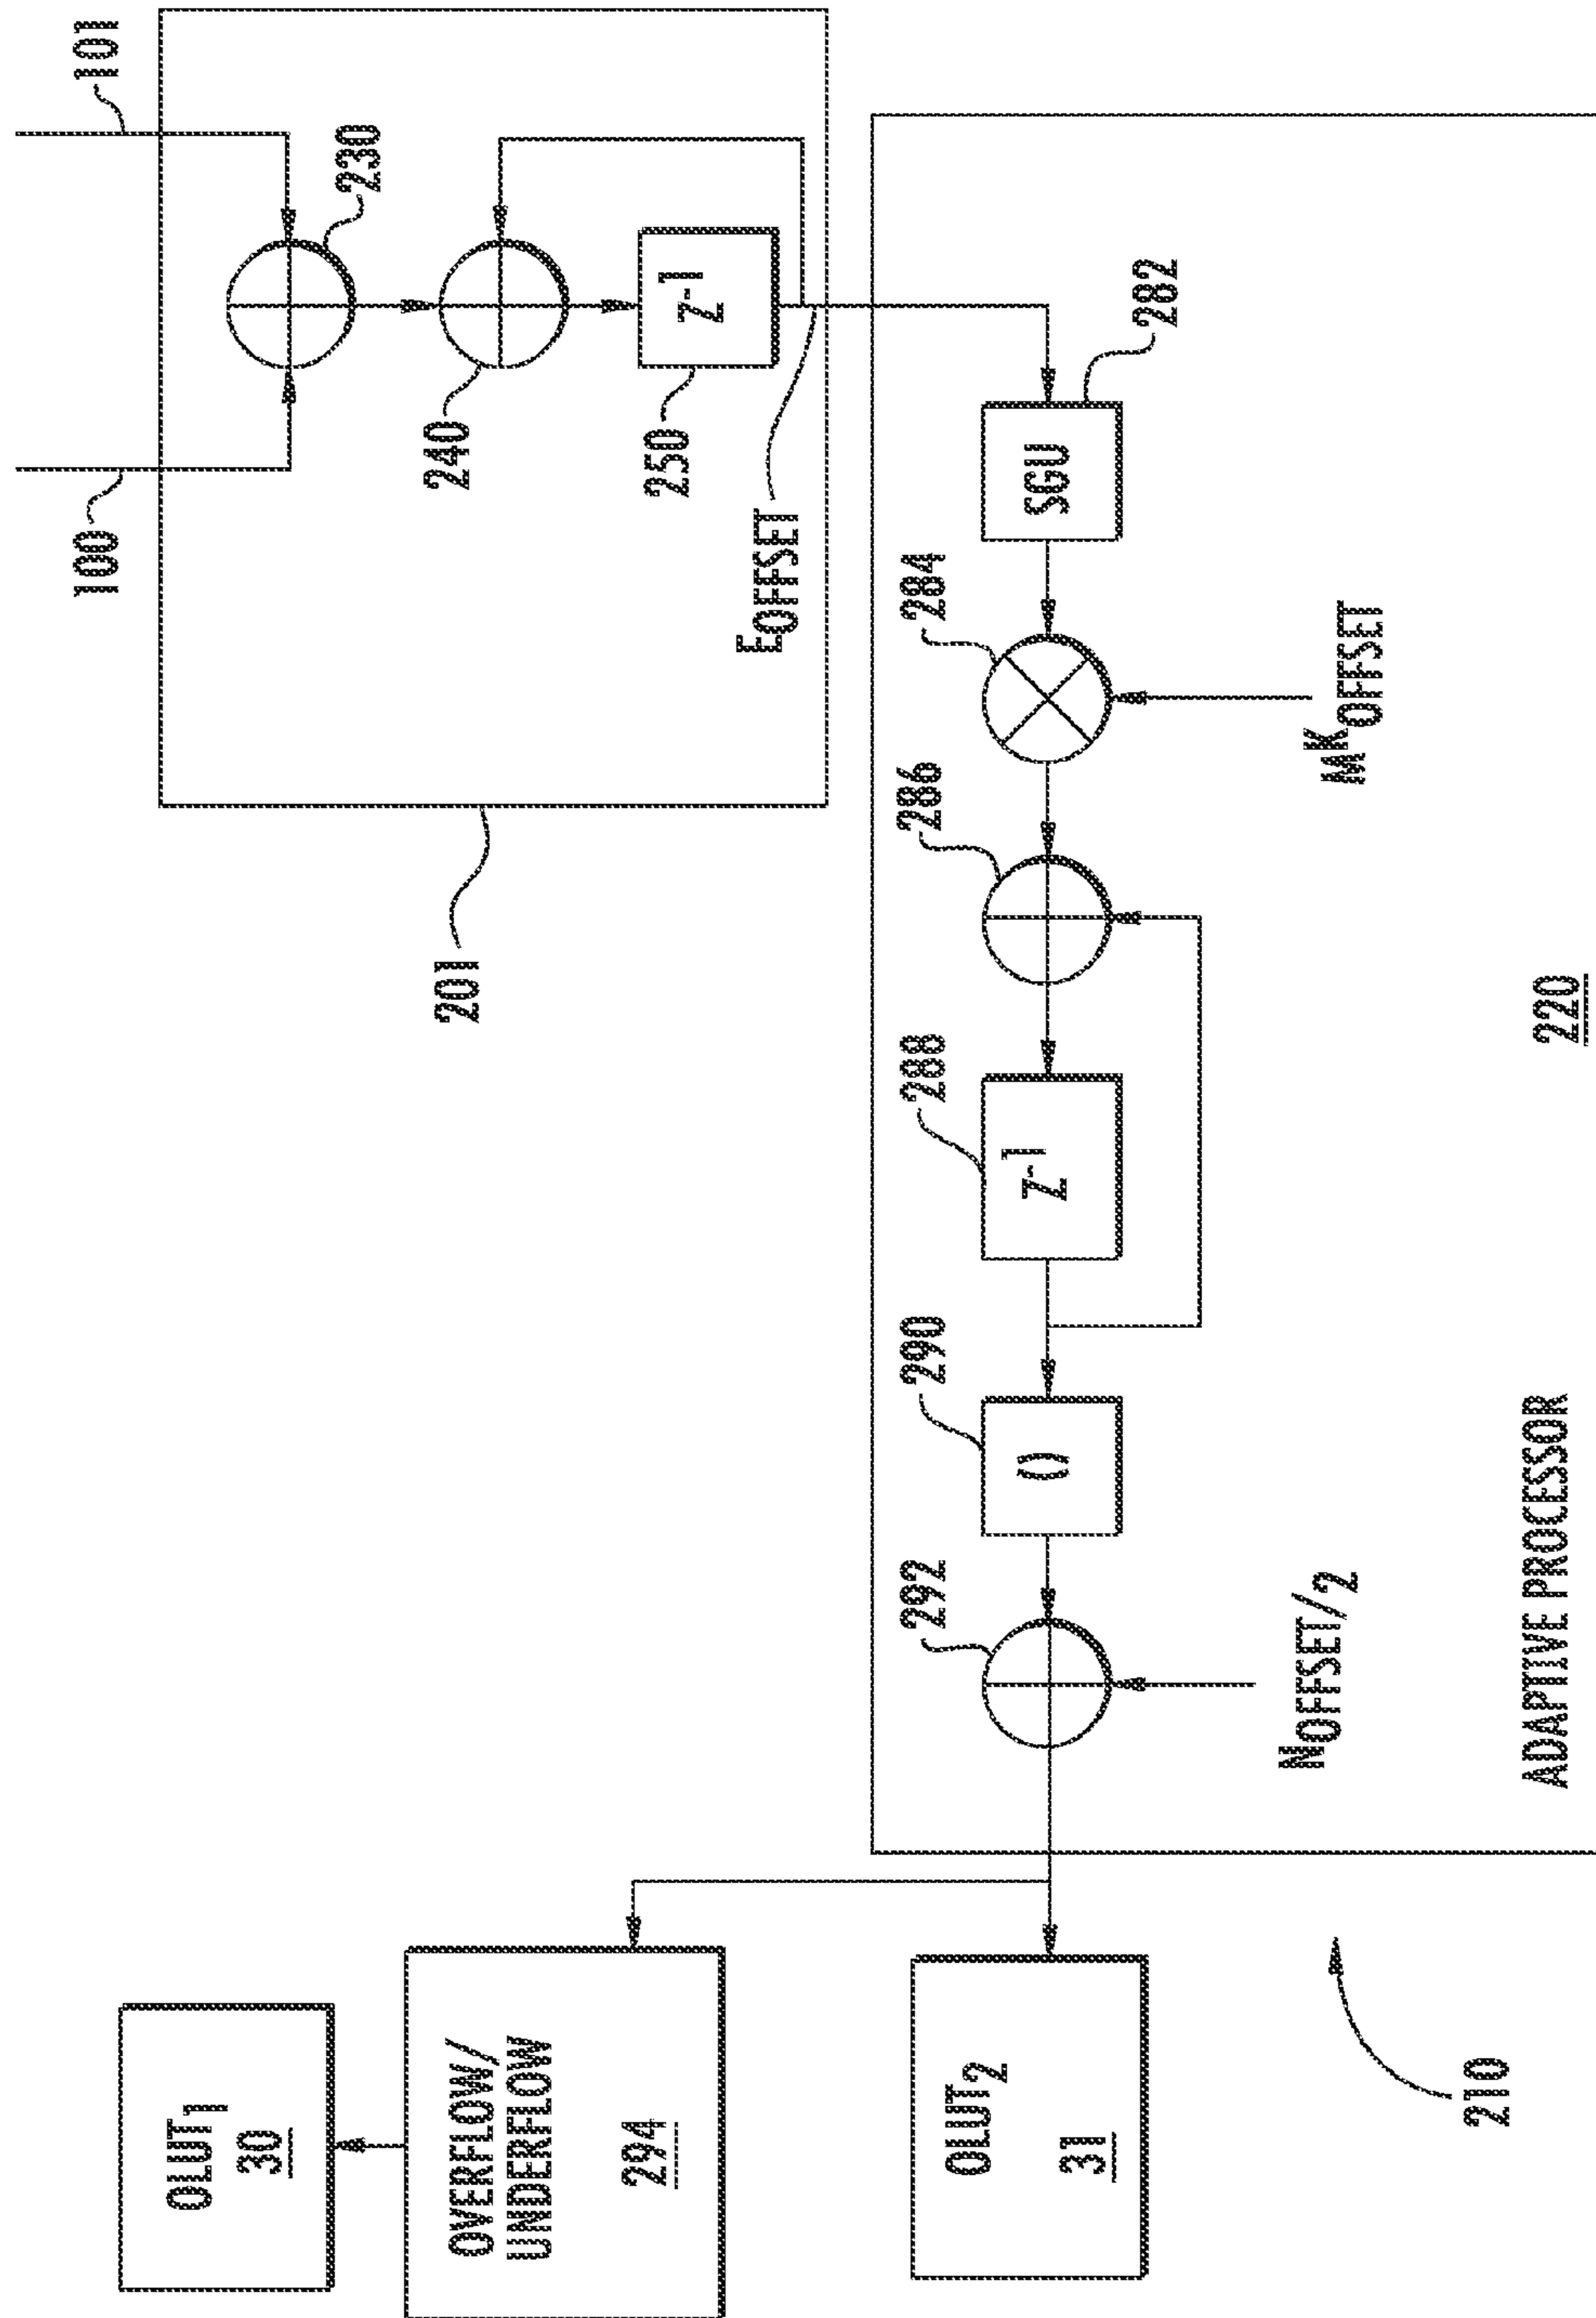 101
100
230
240
Z-1
250
EOFFSET
201
282
SGU
284
MKOFFSET
286
288
Z-1
290
()
292
NOFFSET/2
220
ADAPTIVE PROCESSOR
OLUT1
30
OVERFLOW/
UNDERFLOW
294
OLUT2
31
210